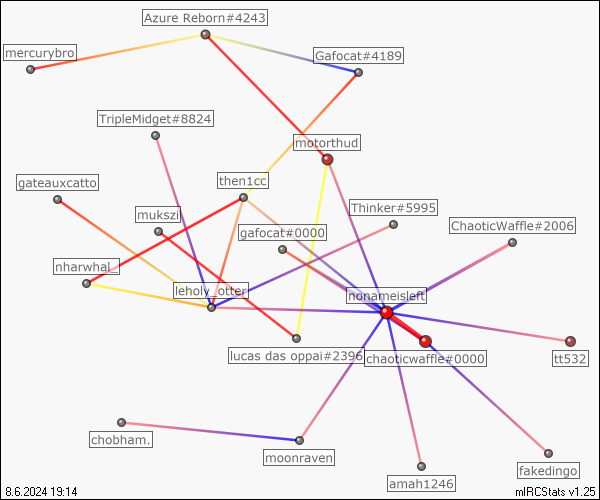 Azure Reborn#4243
mercurybro
Gafocat#4189
TripleMidget#8824
motorthud
then1cc
gateauxcatto
mukszi
Thinker#5995
ChaoticWaffle#2006
gafocat#0000
nharwhal_
leholy_otter
nonameisleft
lucas das oppai#2396
chaoticwaffle#0000
tt532
chobham.
moonraven
fakedingo
amah1246
8.6.2024 19:14
mIRCStats v1.25